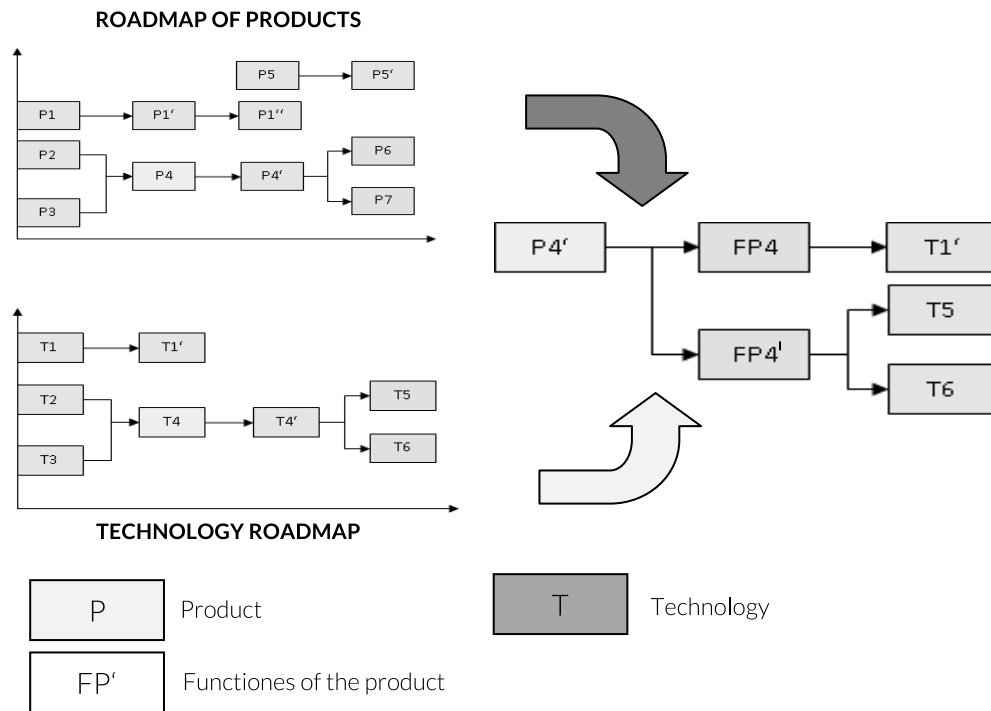 ROADMAP OF PRODUCTS
P5 P5‘
P1 P1‘ P1‘‘
P2 P6
P4 P4‘
P3 P7
P4‘ FP4 T1‘
T5
FP4'
T6
T1 T1‘
T2 T5
T4 T4‘
T3 T6
TECHNOLOGY ROADMAP
P Product
T Technology
FP‘ Functiones of the product